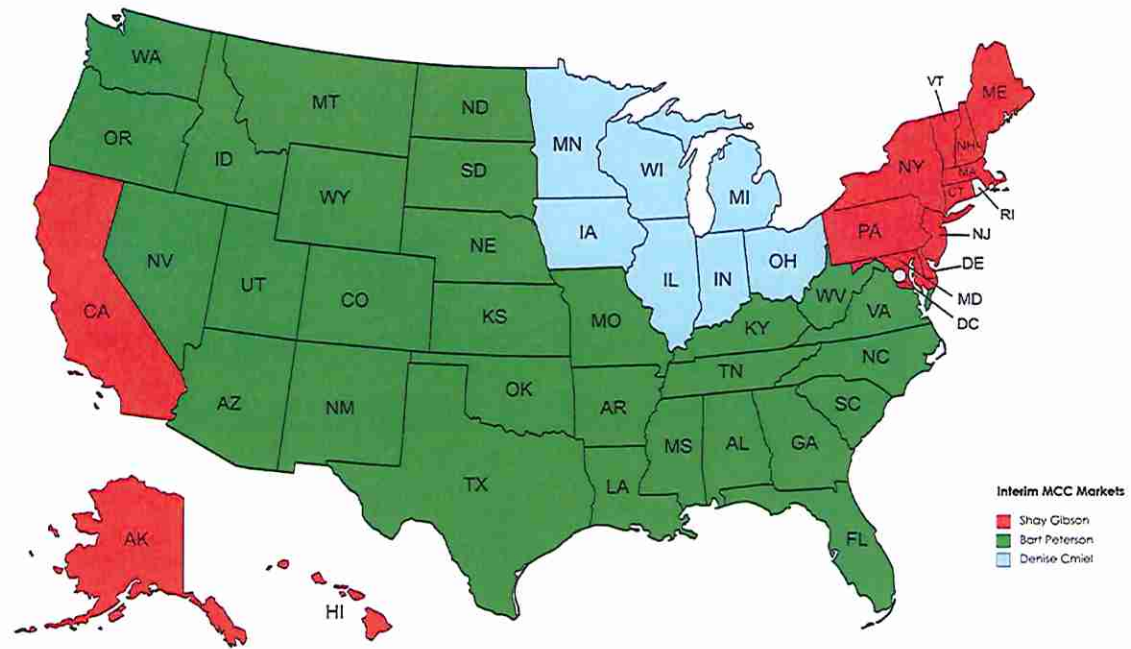 WA
MT
ND
MN
VT
ME
OR
ID
SD
WI
MI
NY
NH
MA
CT
RI
WY
IA
PA
NJ
NE
NV
UT
CO
IL
IN
OH
DE
MD
DC
CA
KS
MO
WV
VA
KY
NC
TN
AZ
NM
OK
AR
SC
MS
AL
GA
TX
LA
FL
AK
HI
Interim MCC Markets
Shay Gibson
Bart Peterson
Denise Cmiel